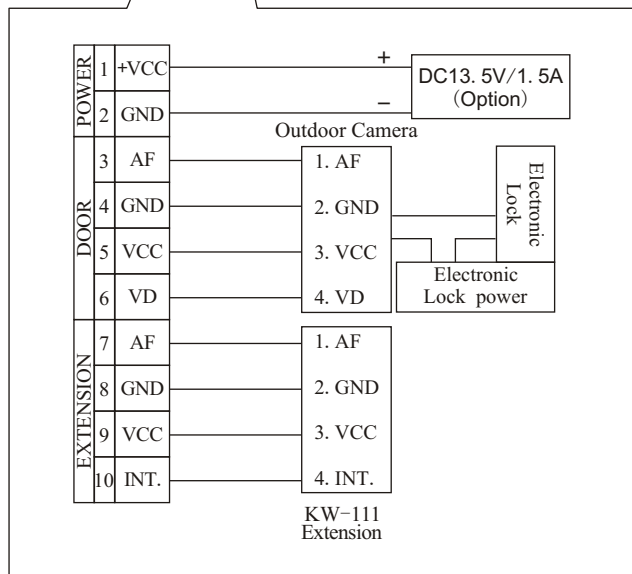 POWER
1 +VCC
2 GND
DOOR
3 AF
4 GND
5 VCC
6 VD
EXTENSION
7 AF
8 GND
9 VCC
10 INT.
+
−
DC13. 5V/1. 5A
(Option)
Outdoor Camera
1. AF
2. GND
3. VCC
4. VD
Electronic
Lock
Electronic
Lock power
1. AF
2. GND
3. VCC
4. INT.
KW-111
Extension